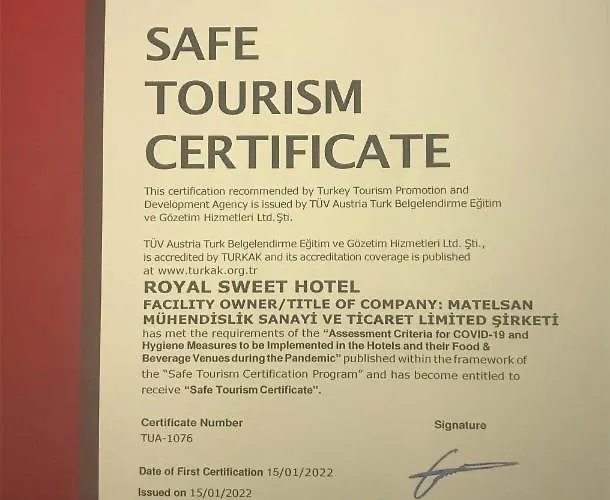 SAFE
TOURISM
CERTIFICATE
This certification recommended by Turkey Tourism Promotion and
Development Agency is issued by TÜV Austria Turk Belgelendirme Eğitim
ve Gözetim Hizmetleri Ltd.Şti.
TÜV Austria Turk Belgelendirme Eğitim ve Gözetim Hizmetleri Ltd. Şti.,
is accredited by TURKAK and its accreditation coverage is published
at www.turkak.org.tr
ROYAL SWEET HOTEL
FACILITY OWNER/TITLE OF COMPANY: MATELSAN
MÜHENDİSLİK SANAYİ VE TİCARET LİMİTED ŞİRKETİ
has met the requirements of the “Assessment Criteria for COVID-19 and
Hygiene Measures to be Implemented in the Hotels and their Food &
Beverage Venues during the Pandemic” published within the framework of
the “Safe Tourism Certification Program” and has become entitled to
receive “Safe Tourism Certificate”.
Certificate Number
TUA-1076
Signature
Date of First Certification 15/01/2022
Issued on 15/01/2022